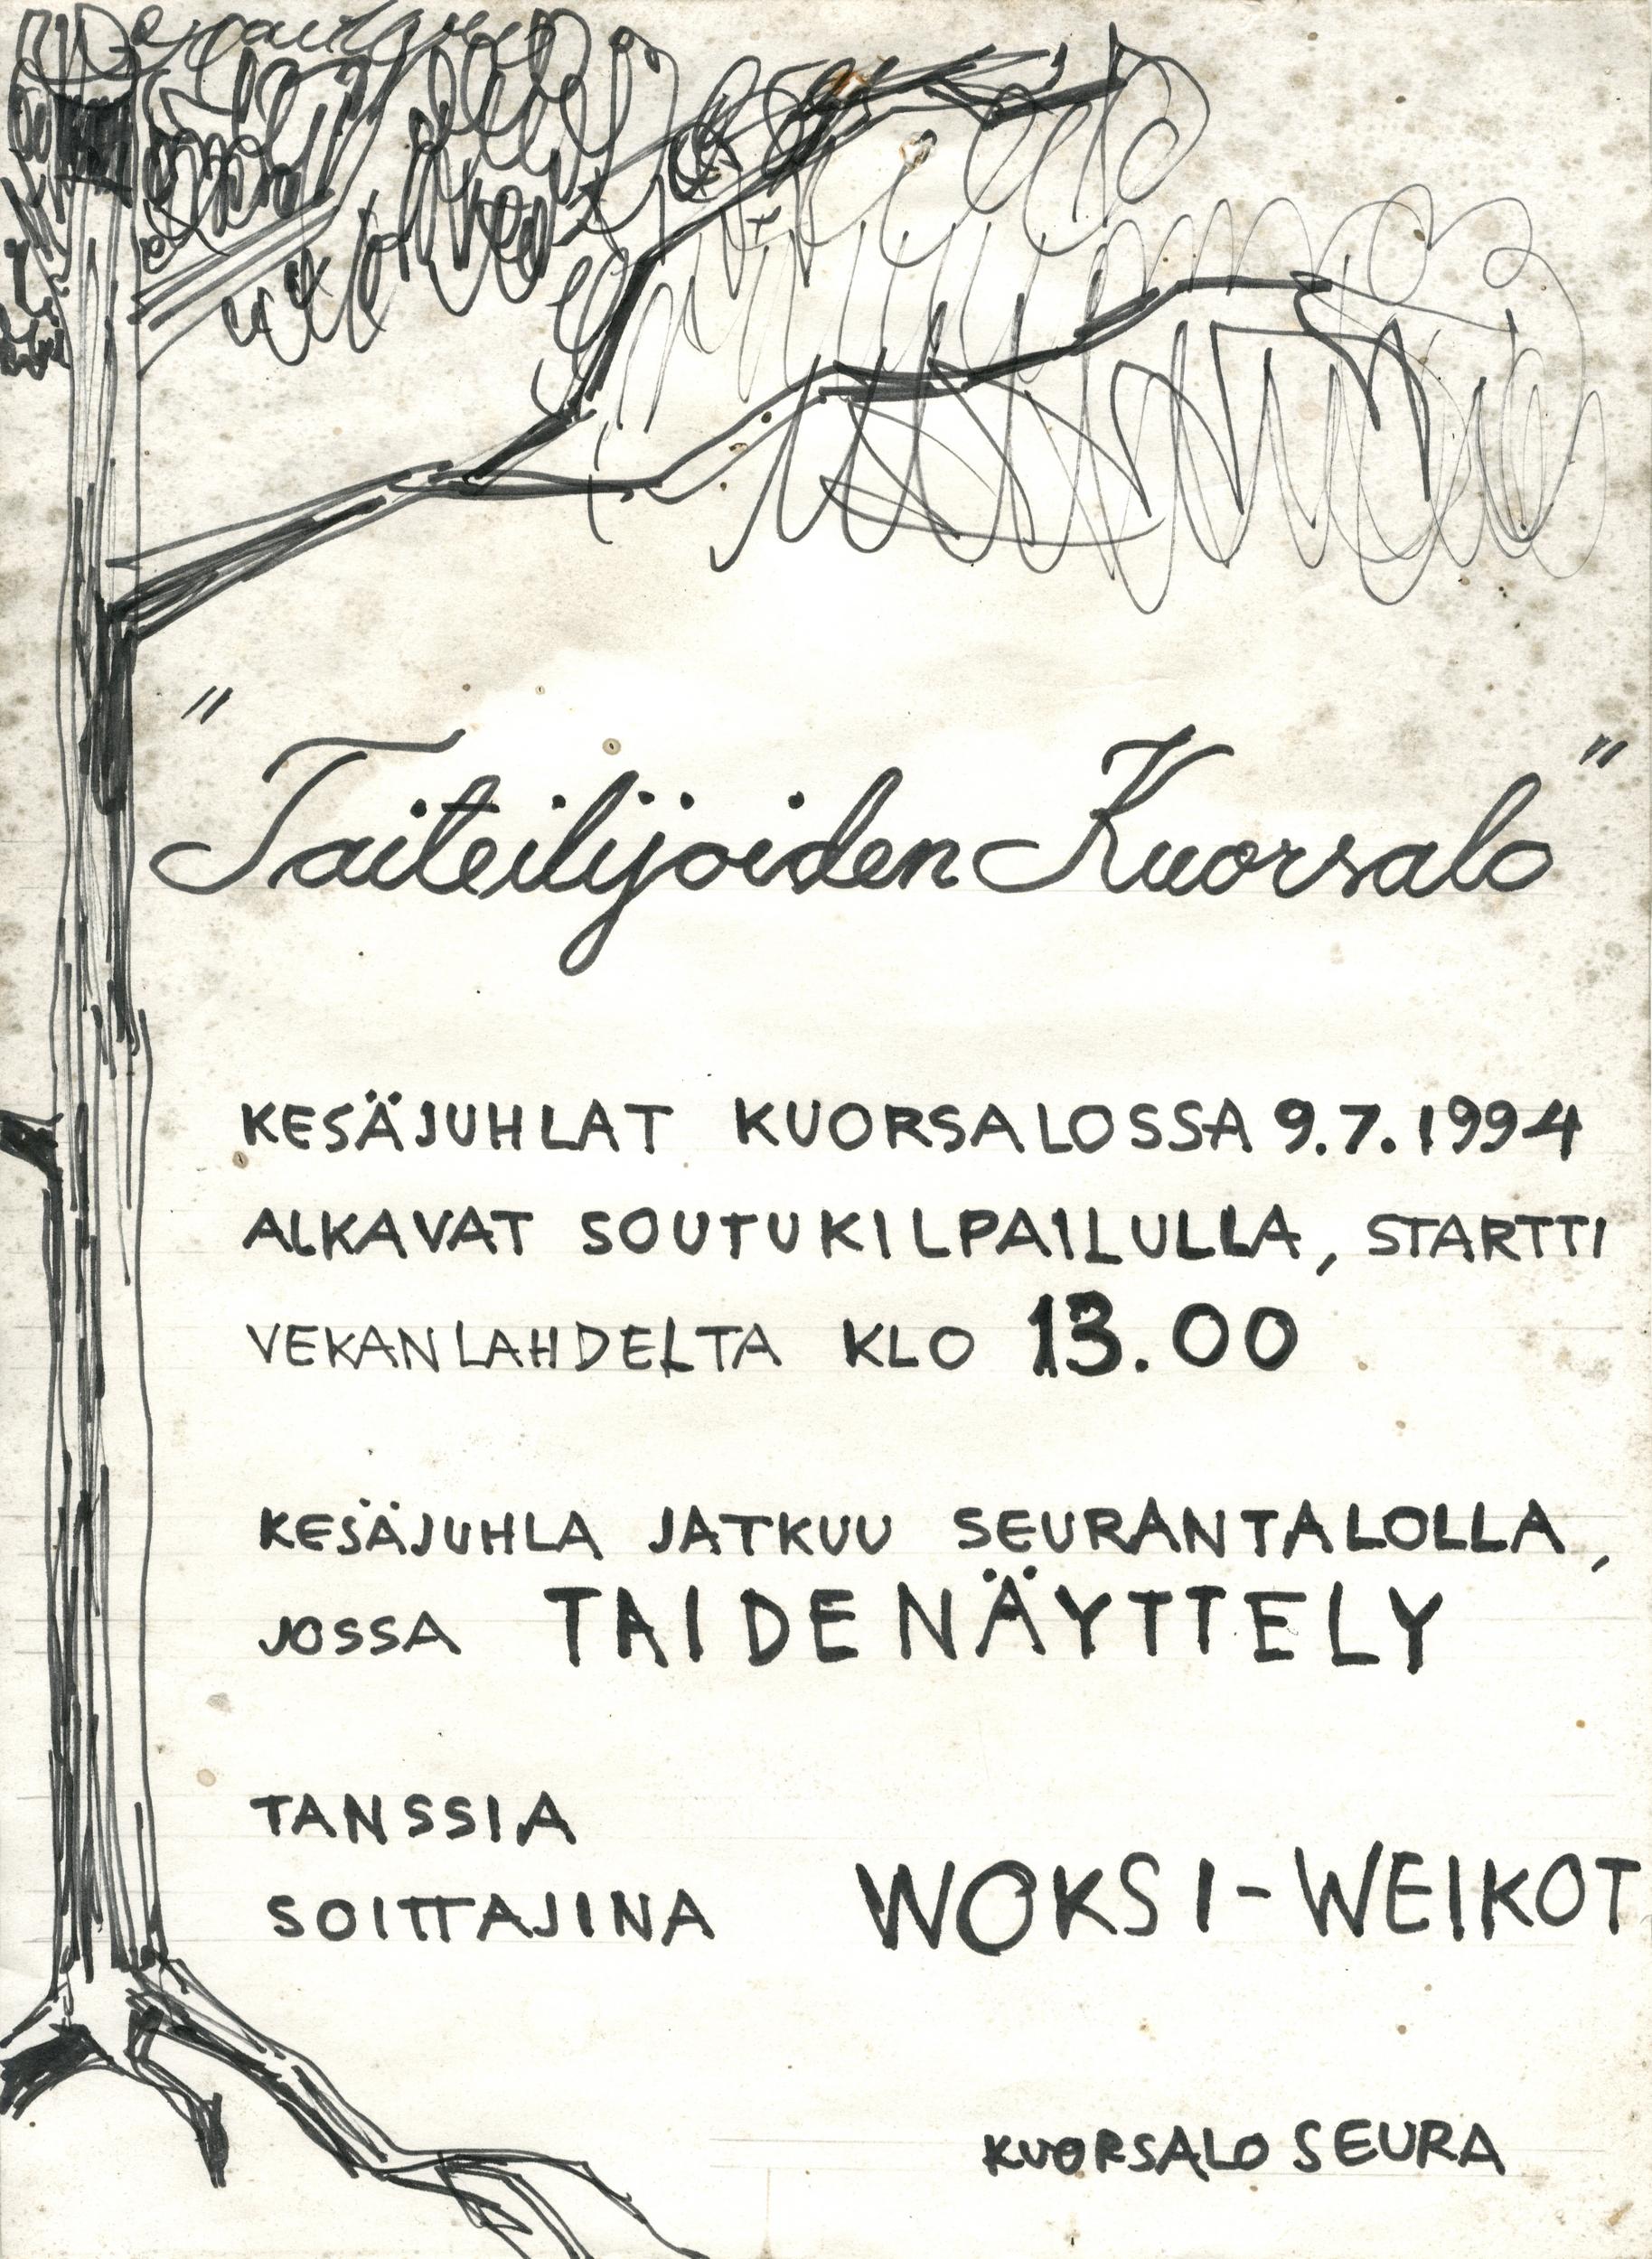 "Taiteilijoiden Kuorsalo"
KESÄJUHLAT KUORSALOSSA 9.7.1994
ALKAVAT SOUTUKILPAILULLA, STARTTI
VEKANLAHDELTA KLO 13.00
KESÄJUHLA JATKUU SEURANTALOLLA,
JOSSA TAIDENÄYTTELY
TANSSIA
SOITTAJINA WOKSI-WEIKOT
KUORSALO SEURA